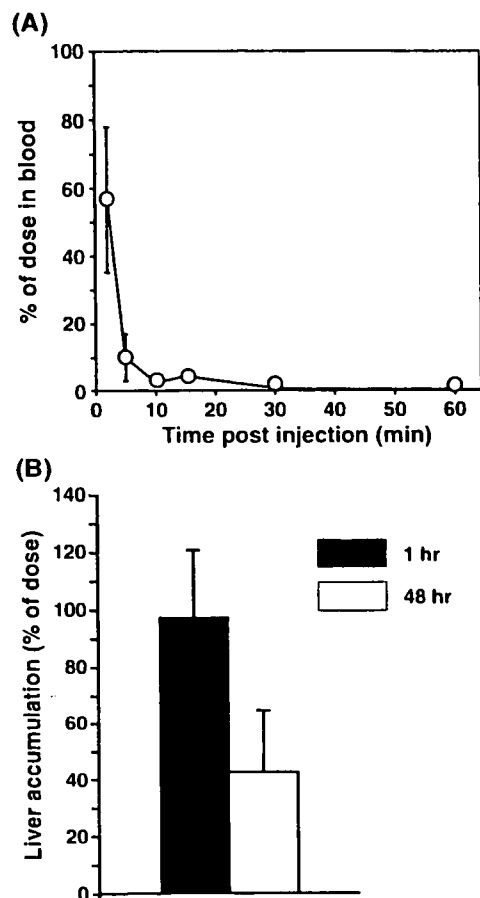 (A)
100
80
60
40
20
0
% of dose in blood
0 10 20 30 40 50 60
Time post injection (min)
(B)
140
120
100
80
60
40
20
0
Liver accumulation (% of dose)
1 hr
48 hr